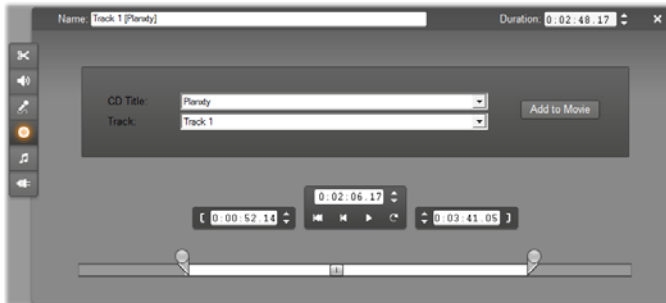 Name: Track 1 [Planxty]
Duration: 0:02:48.17
CD Title: Planxty
Track: Track 1
Add to Movie
0:02:06.17
[ 0:00:52.14
0:03:41.05 ]